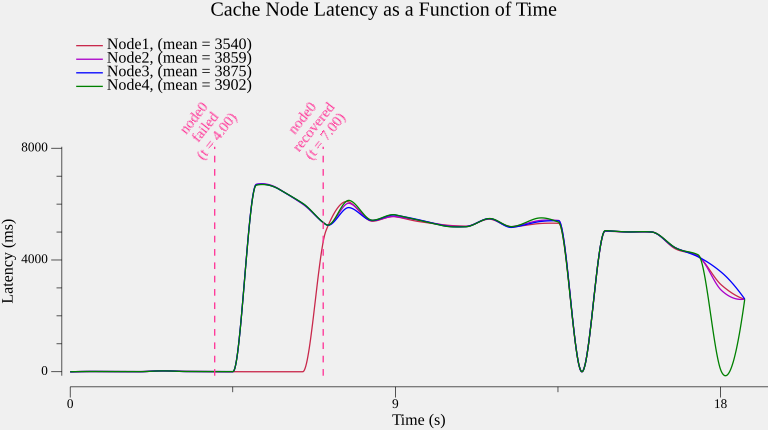 Cache Node Latency as a Function of Time
Node1, (mean = 3540)
Node2, (mean = 3859)
Node3, (mean = 3875)
Node4, (mean = 3902)
node0
failed
(t = 4.00)
node0
recovered
(t = 7.00)
8000
4000
0
Latency (ms)
0
9
18
Time (s)